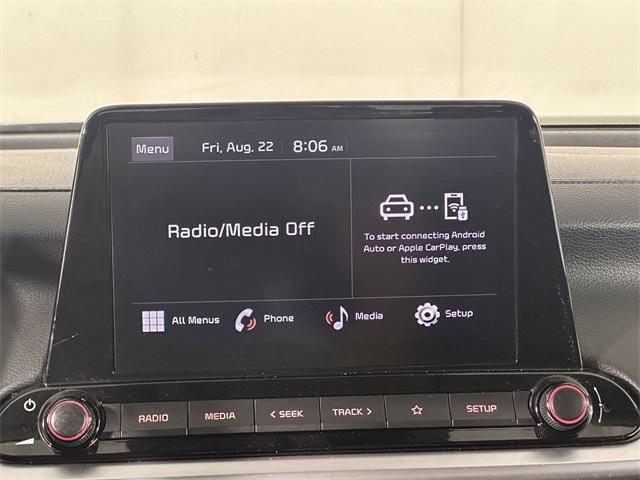 Menu Fri, Aug. 22 8:06 AM
Radio/Media Off
To start connecting Android
Auto or Apple CarPlay, press
this widget.
All Menus Phone Media Setup
RADIO MEDIA < SEEK TRACK > SETUP